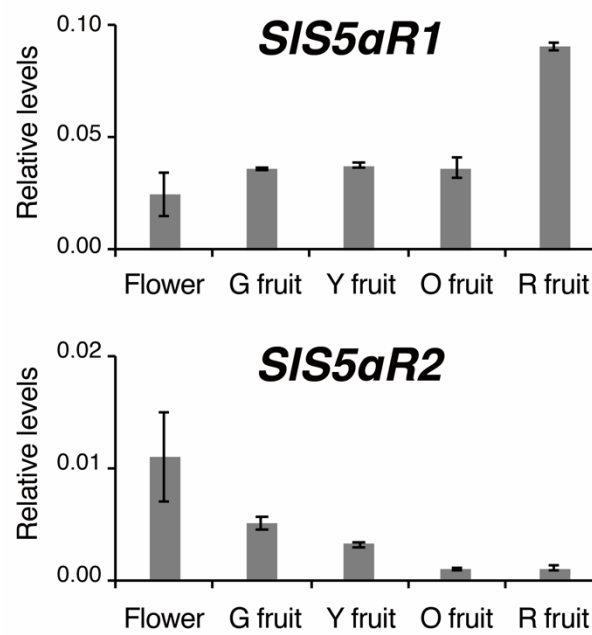 SlS5αR1
Relative levels
0.10
0.05
0.00
Flower G fruit Y fruit O fruit R fruit
SlS5αR2
Relative levels
0.02
0.01
0.00
Flower G fruit Y fruit O fruit R fruit